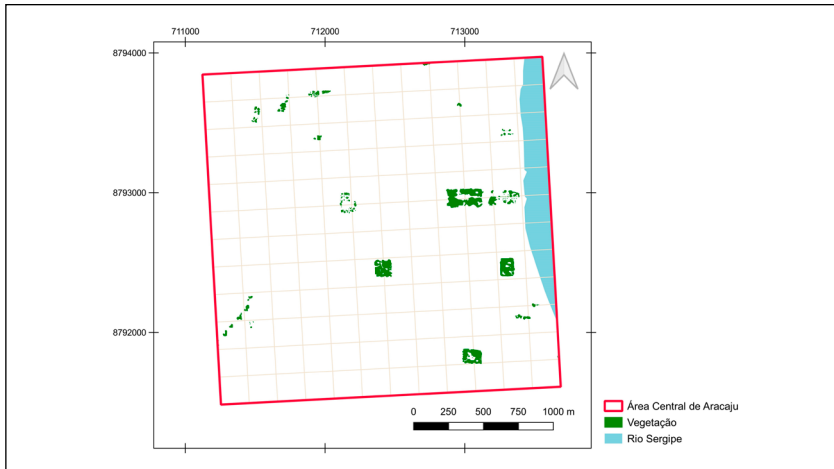 711000 712000 713000
8794000
8793000
8792000
0 250 500 750 1000 m
Área Central de Aracaju
Vegetação
Rio Sergipe